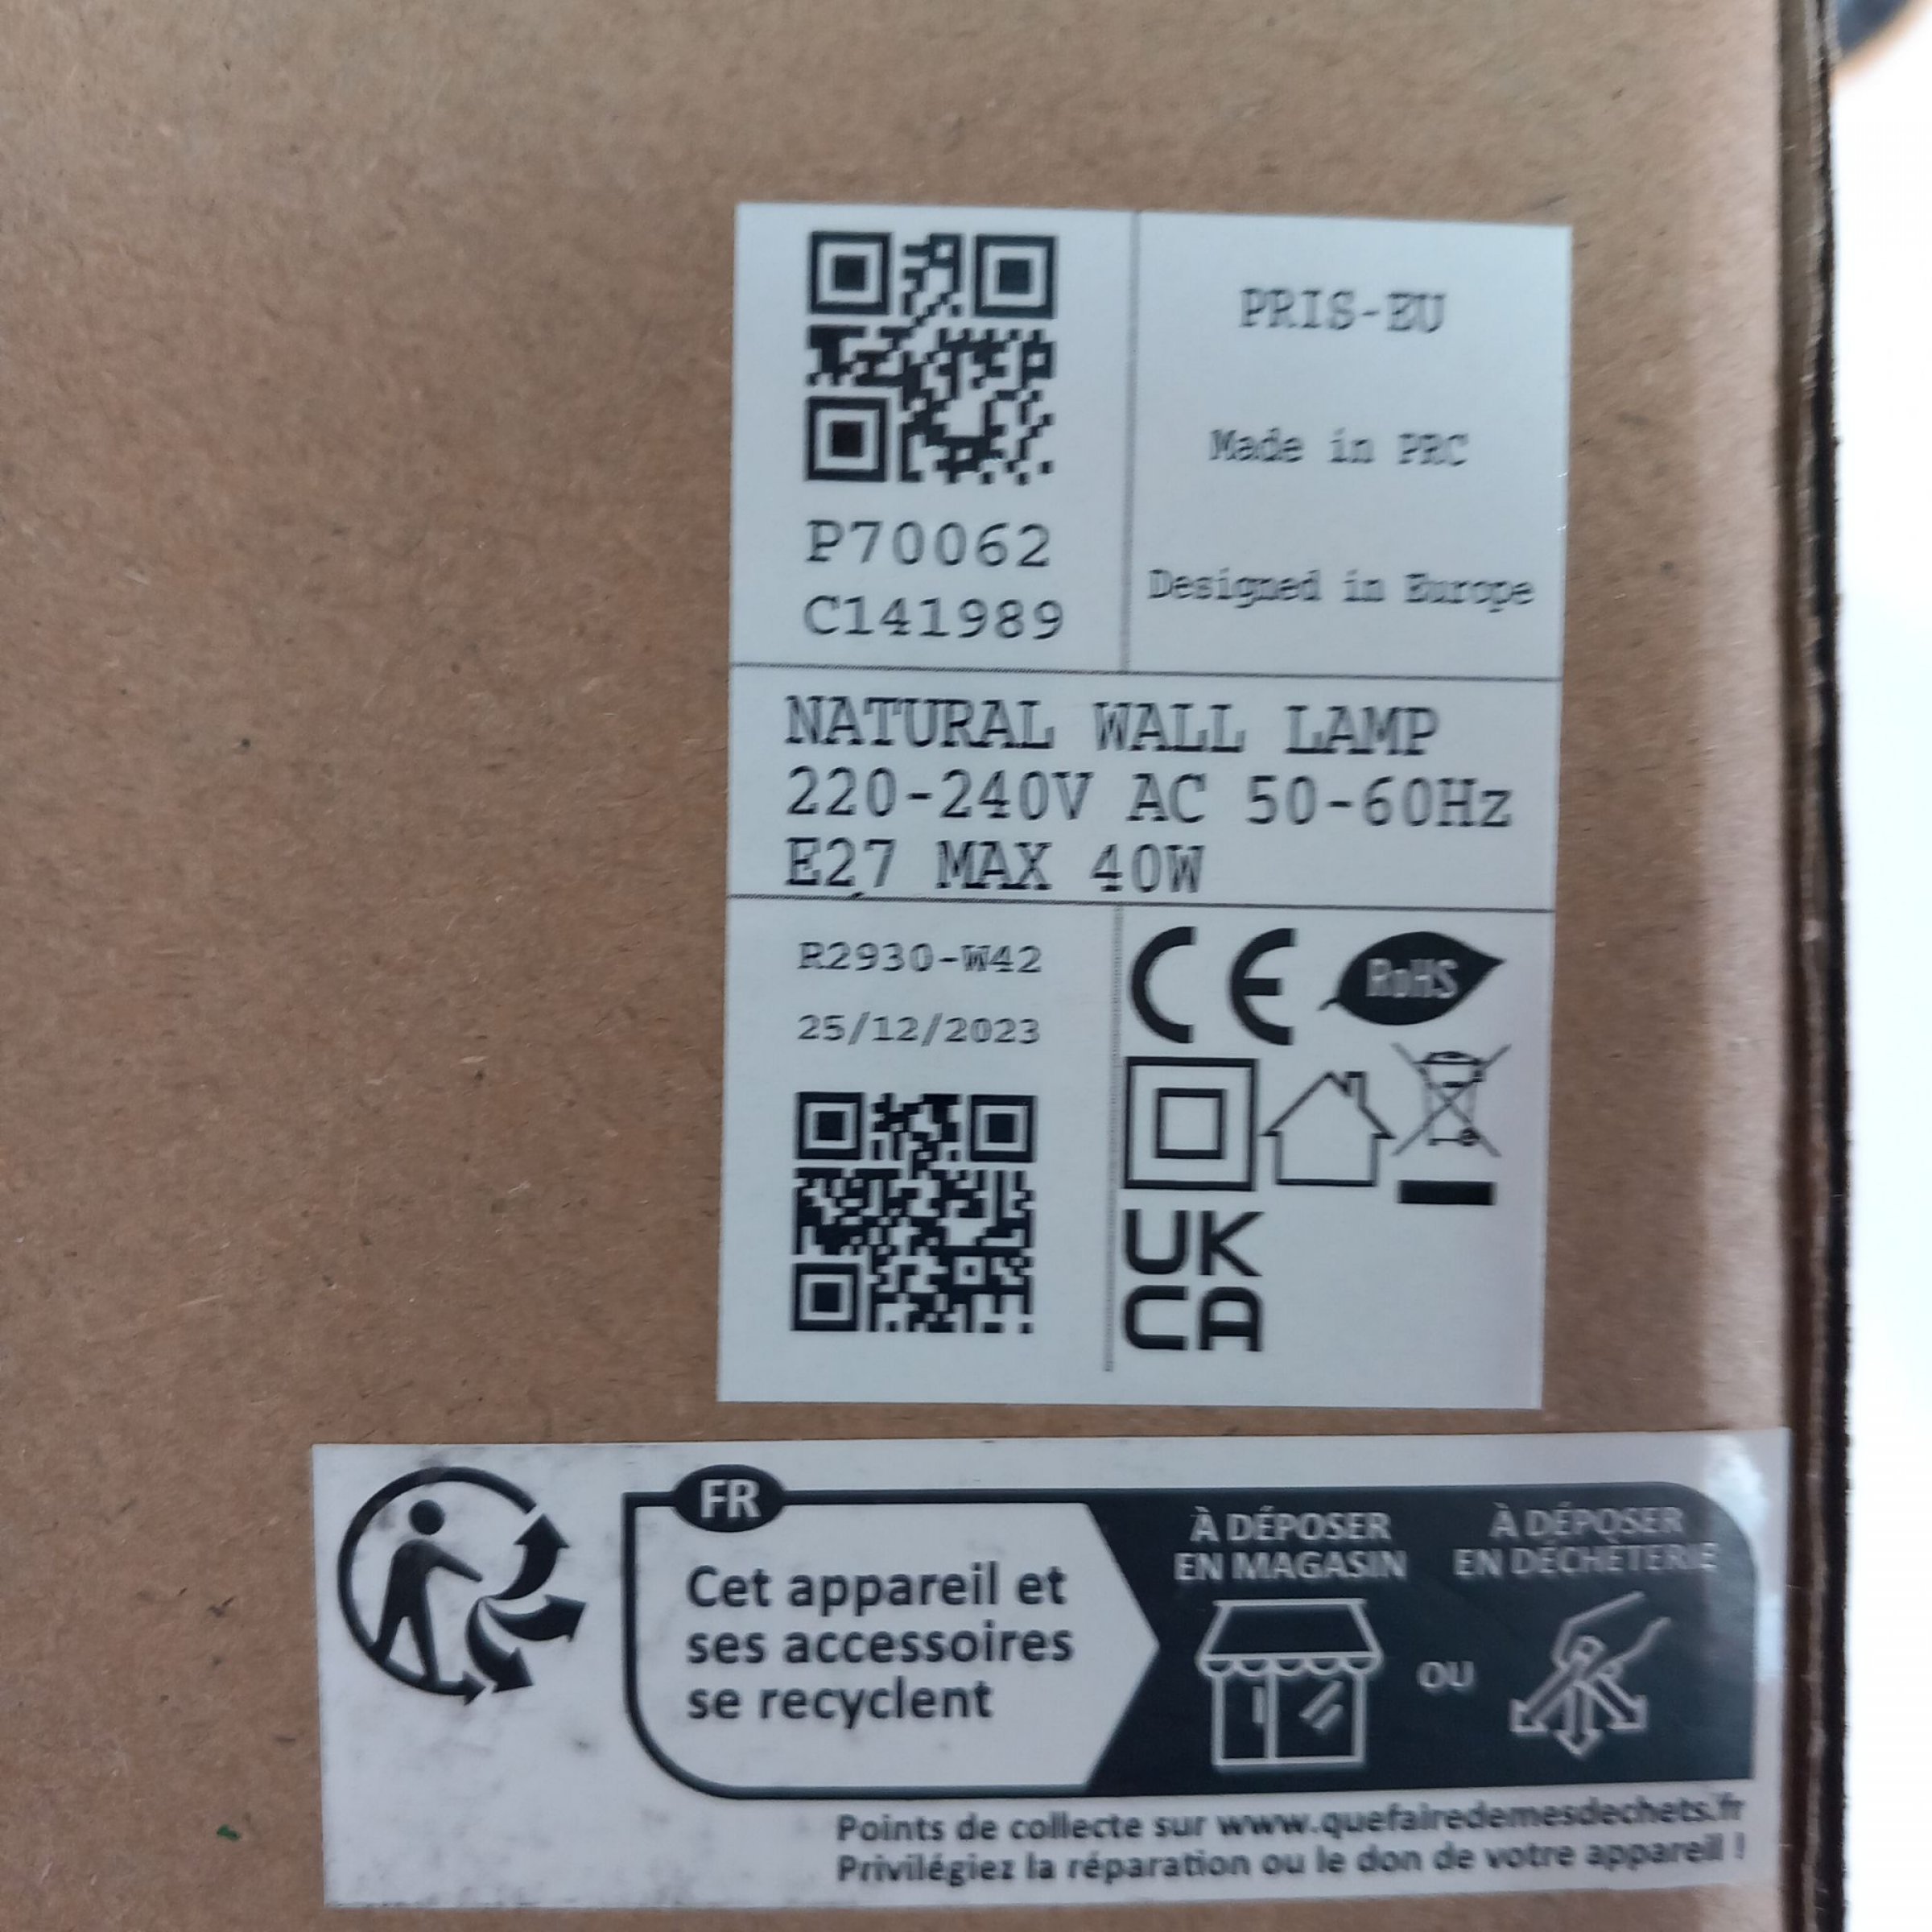 P70062
C141989
PRIS-EU
Made in PRC
Designed in Europe
NATURAL WALL LAMP
220-240V AC 50-60Hz
E27 MAX 40W
R2930-W42
25/12/2023
CE
RoHS
UK
CA
FR
Cet appareil et
ses accessoires
se recyclent
À DÉPOSER
EN MAGASIN
OU
À DÉPOSER
EN DÉCHÈTERIE
Points de collecte sur www.quefairedemesdechets.fr
Privilégiez la réparation ou le don de votre appareil !